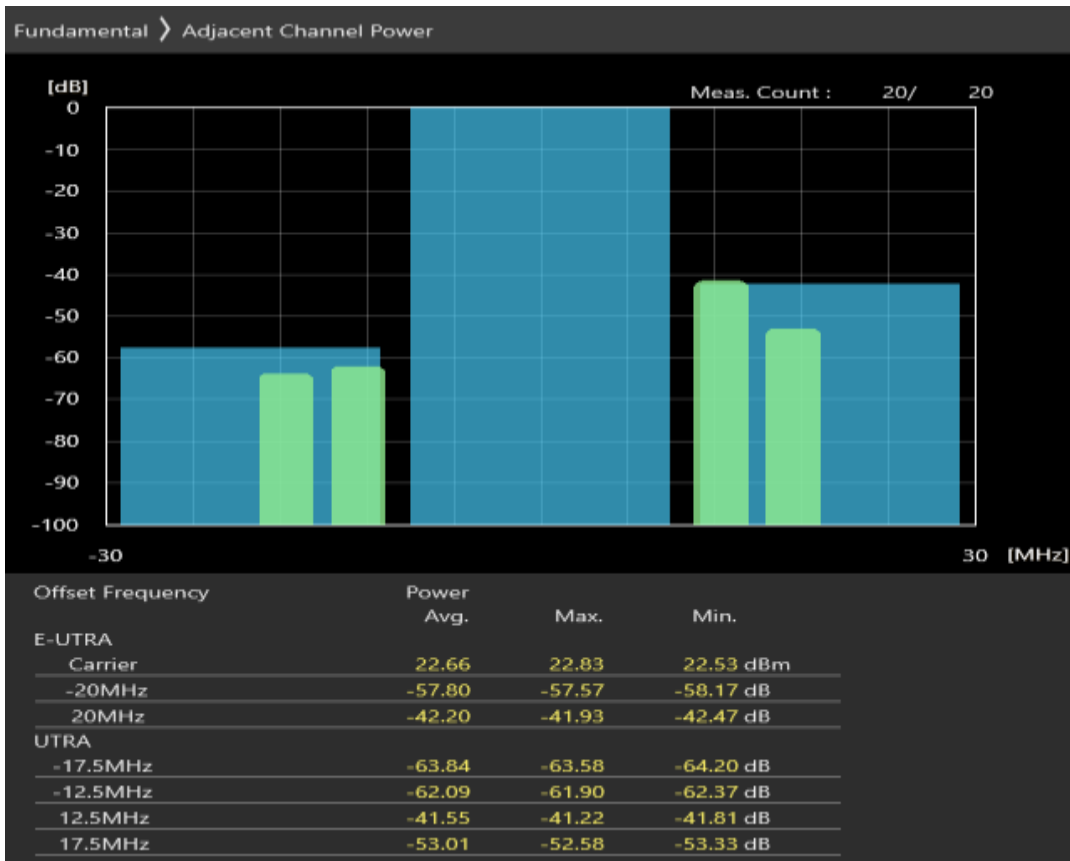 Fundamental ❯ Adjacent Channel Power
[dB]
Meas. Count : 20/ 20
0
-10
-20
-30
-40
-50
-60
-70
-80
-90
-100
-30 30 [MHz]
Offset Frequency Power
Avg. Max. Min.
E-UTRA
Carrier 22.66 22.83 22.53 dBm
-20MHz -57.80 -57.57 -58.17 dB
20MHz -42.20 -41.93 -42.47 dB
UTRA
-17.5MHz -63.84 -63.58 -64.20 dB
-12.5MHz -62.09 -61.90 -62.37 dB
12.5MHz -41.55 -41.22 -41.81 dB
17.5MHz -53.01 -52.58 -53.33 dB